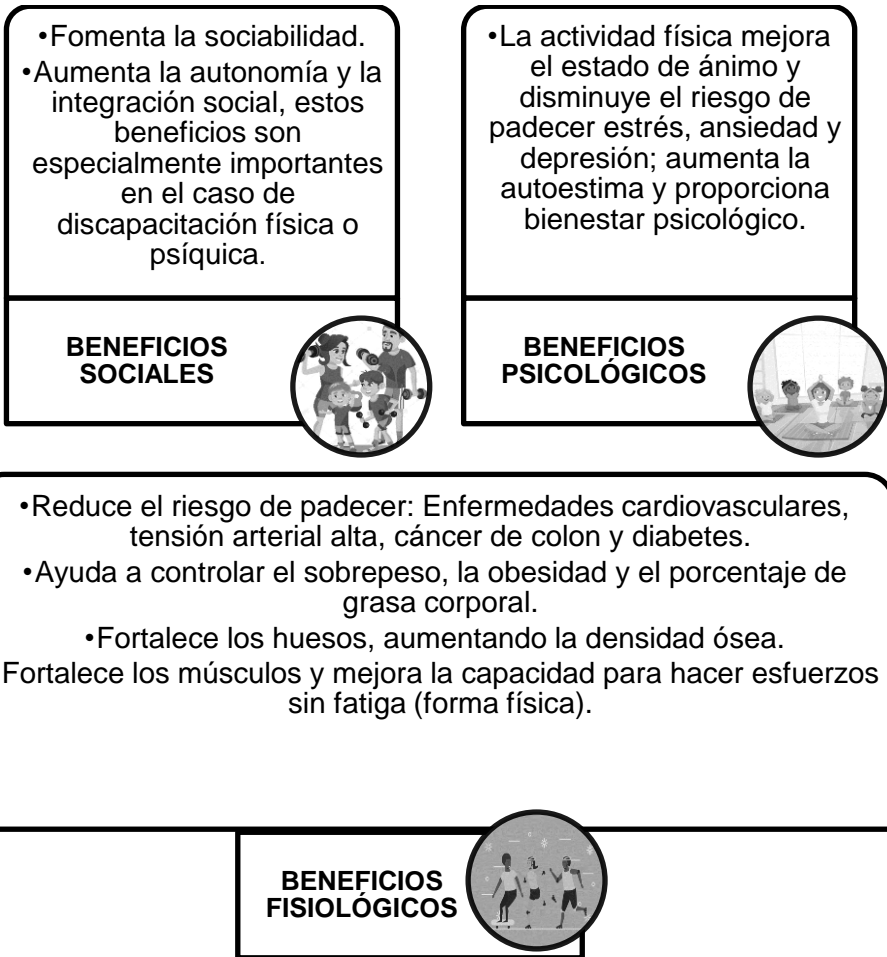 •Fomenta la sociabilidad.
•Aumenta la autonomía y la
integración social, estos
beneficios son
especialmente importantes
en el caso de
discapacitación física o
psíquica.
BENEFICIOS
SOCIALES
•La actividad física mejora
el estado de ánimo y
disminuye el riesgo de
padecer estrés, ansiedad y
depresión; aumenta la
autoestima y proporciona
bienestar psicológico.
BENEFICIOS
PSICOLÓGICOS
•Reduce el riesgo de padecer: Enfermedades cardiovasculares,
tensión arterial alta, cáncer de colon y diabetes.
•Ayuda a controlar el sobrepeso, la obesidad y el porcentaje de
grasa corporal.
•Fortalece los huesos, aumentando la densidad ósea.
Fortalece los músculos y mejora la capacidad para hacer esfuerzos
sin fatiga (forma física).
BENEFICIOS
FISIOLÓGICOS